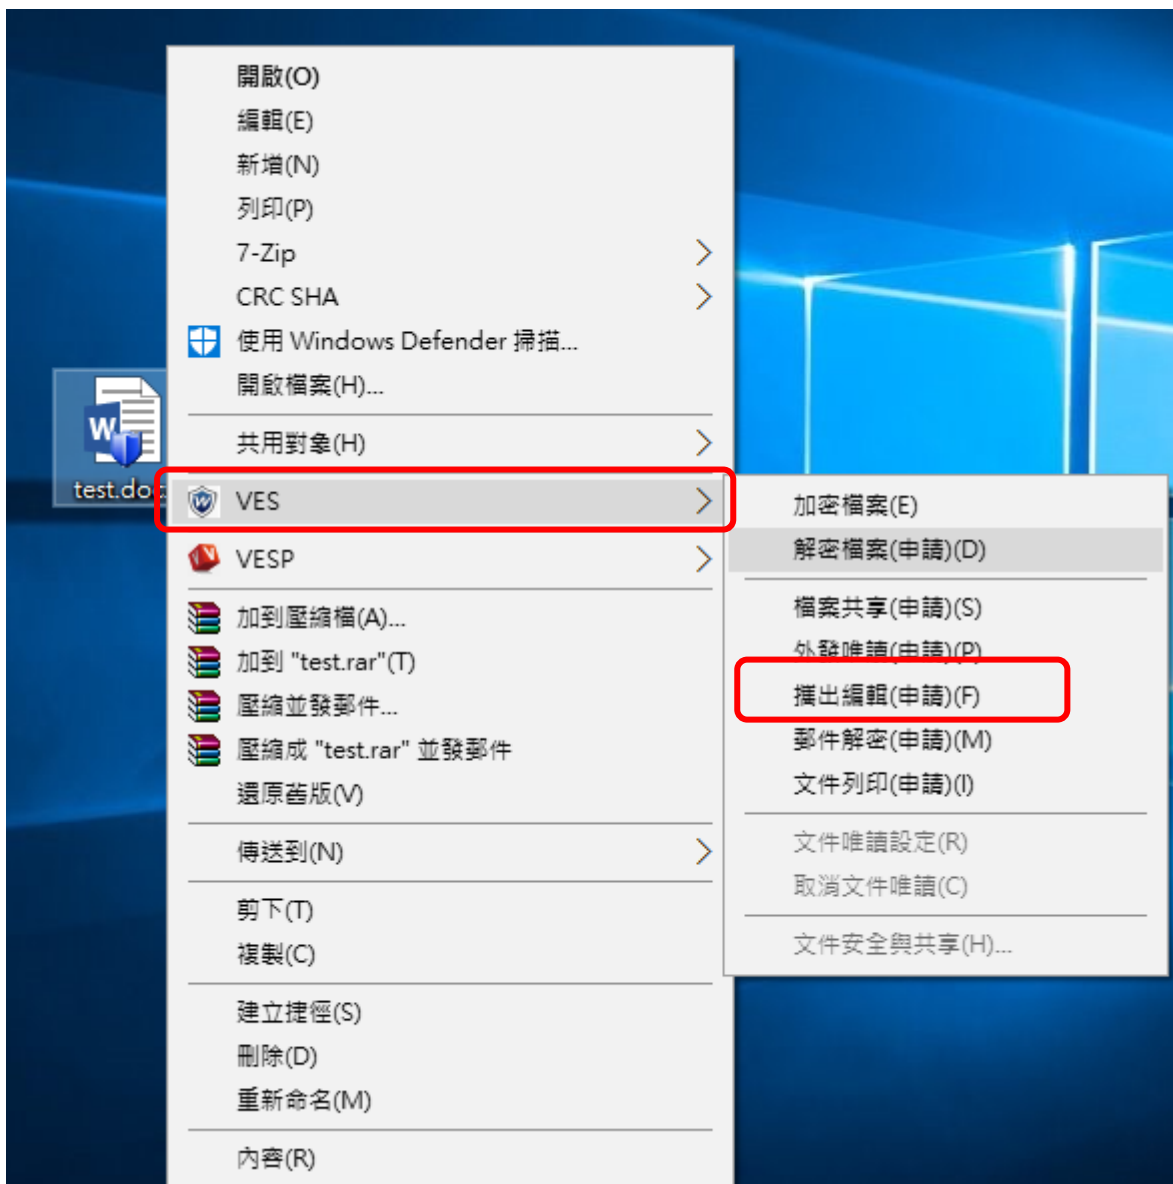 開啟(O)
編輯(E)
新增(N)
列印(P)
7-Zip
CRC SHA
使用 Windows Defender 掃描...
開啟檔案(H)...
共用對象(H)
test.do
VES
VESP
加到壓縮檔(A)...
加到 "test.rar"(T)
壓縮並發郵件...
壓縮成 "test.rar" 並發郵件
還原舊版(V)
傳送到(N)
剪下(T)
複製(C)
建立捷徑(S)
刪除(D)
重新命名(M)
內容(R)
加密檔案(E)
解密檔案(申請)(D)
檔案共享(申請)(S)
外發唯讀(申請)(P)
攜出編輯(申請)(F)
郵件解密(申請)(M)
文件列印(申請)(I)
文件唯讀設定(R)
取消文件唯讀(C)
文件安全與共享(H)...